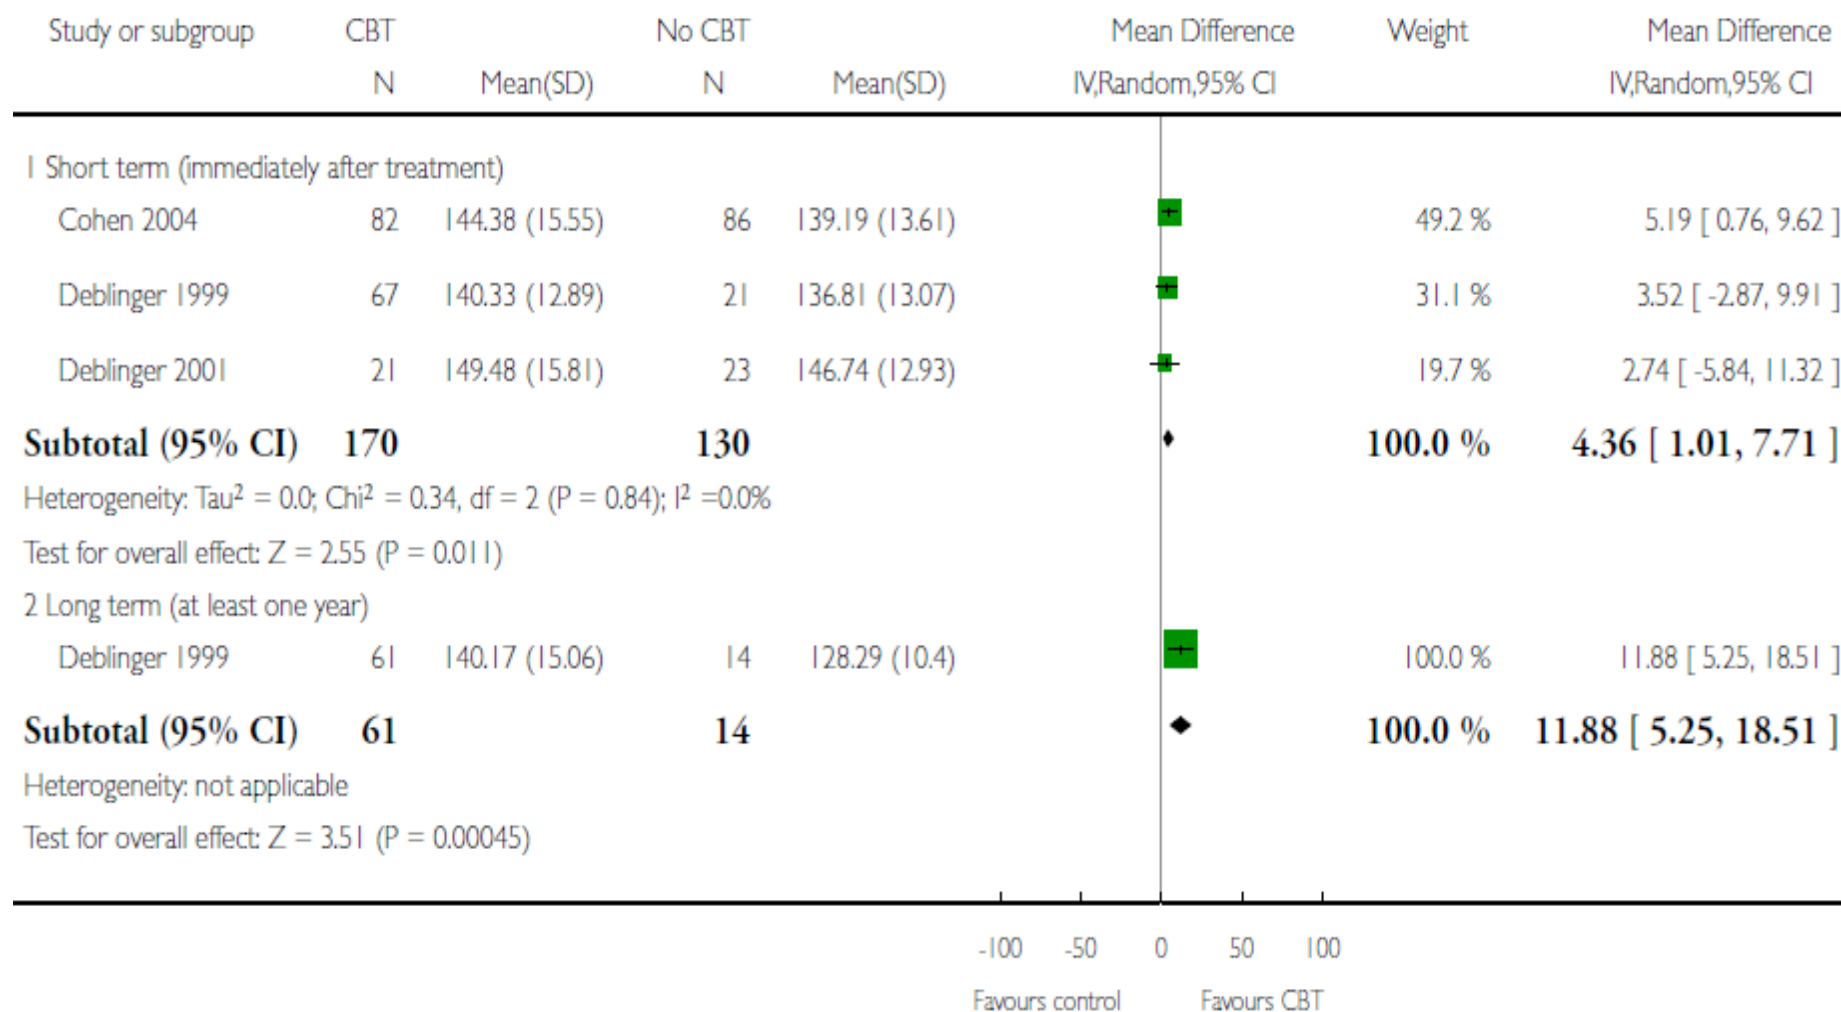 Study or subgroup CBT No CBT Mean Difference Weight Mean Difference
N Mean(SD) N Mean(SD) IV,Random,95% CI IV,Random,95% CI
1 Short term (immediately after treatment)
Cohen 2004 82 144.38 (15.55) 86 139.19 (13.61) 49.2 % 5.19 [ 0.76, 9.62 ]
Deblinger 1999 67 140.33 (12.89) 21 136.81 (13.07) 31.1 % 3.52 [ -2.87, 9.91 ]
Deblinger 2001 21 149.48 (15.81) 23 146.74 (12.93) 19.7 % 2.74 [ -5.84, 11.32 ]
Subtotal (95% CI) 170 130 100.0 % 4.36 [ 1.01, 7.71 ]
Heterogeneity: Tau² = 0.0; Chi² = 0.34, df = 2 (P = 0.84); I² =0.0%
Test for overall effect: Z = 2.55 (P = 0.011)
2 Long term (at least one year)
Deblinger 1999 61 140.17 (15.06) 14 128.29 (10.4) 100.0 % 11.88 [ 5.25, 18.51 ]
Subtotal (95% CI) 61 14 100.0 % 11.88 [ 5.25, 18.51 ]
Heterogeneity: not applicable
Test for overall effect: Z = 3.51 (P = 0.00045)
-100 -50 0 50 100
Favours control Favours CBT